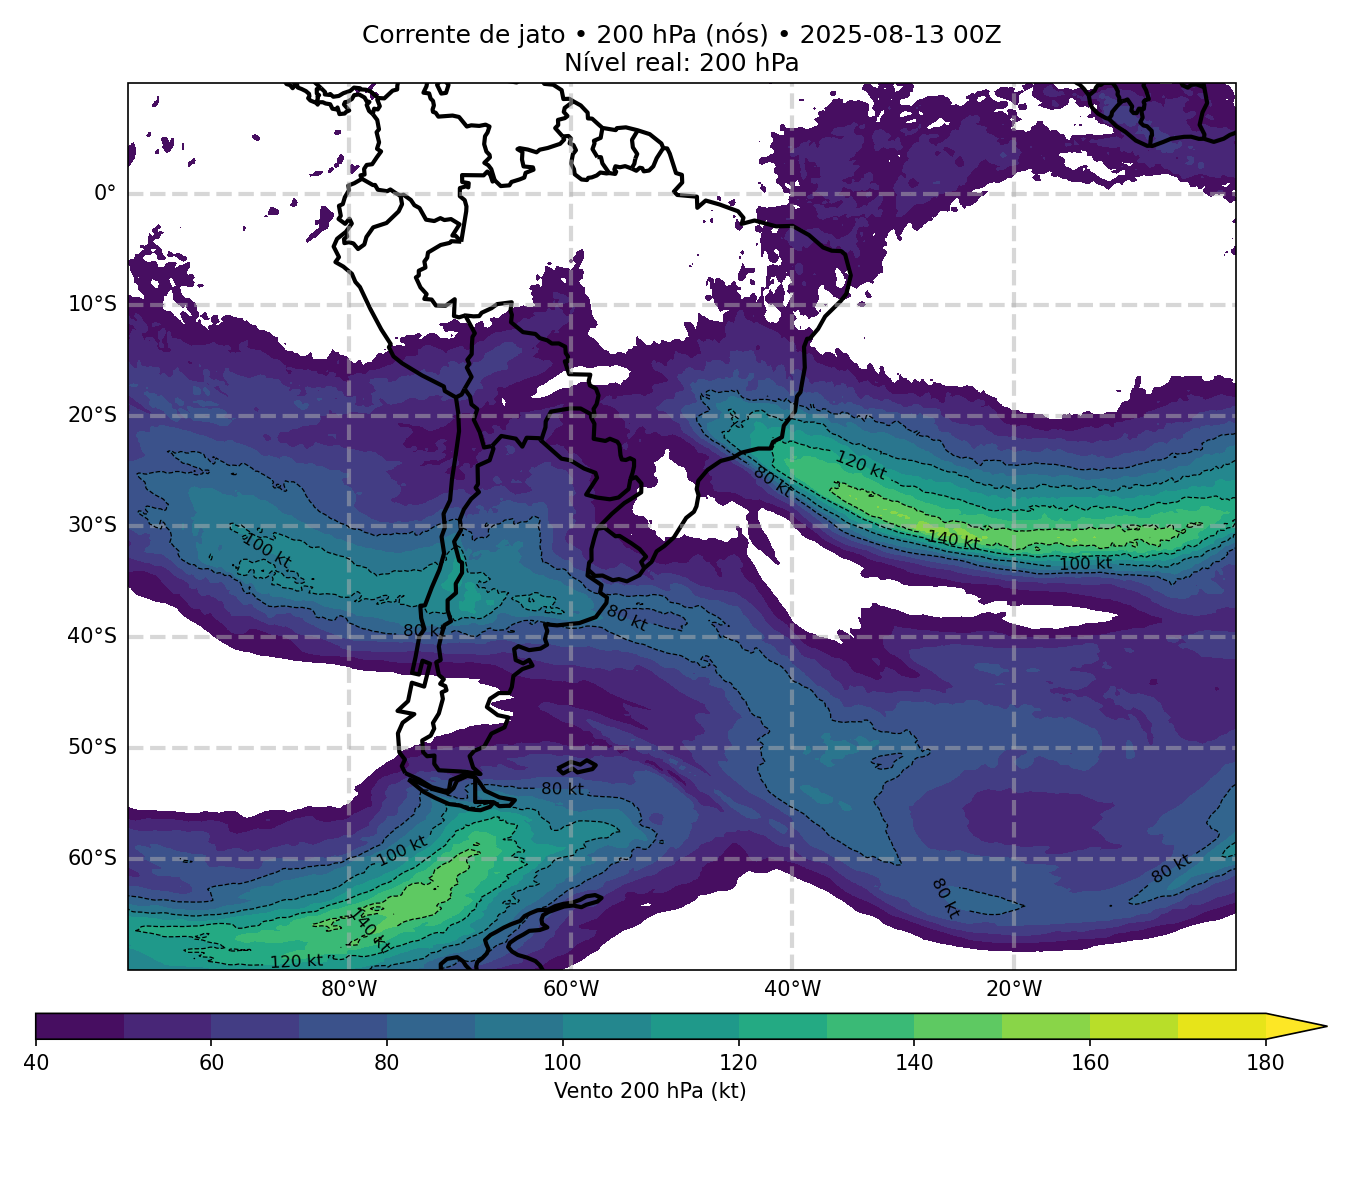 Corrente de jato • 200 hPa (nós) • 2025-08-13 00Z
Nível real: 200 hPa
0°
10°S
20°S
30°S
40°S
50°S
60°S
120 kt
80 kt
140 kt
100 kt
100 kt
80 kt
80 kt
80 kt
100 kt
140 kt
120 kt
80 kt
80 kt
80°W 60°W 40°W 20°W
40 60 80 100 120 140 160 180
Vento 200 hPa (kt)